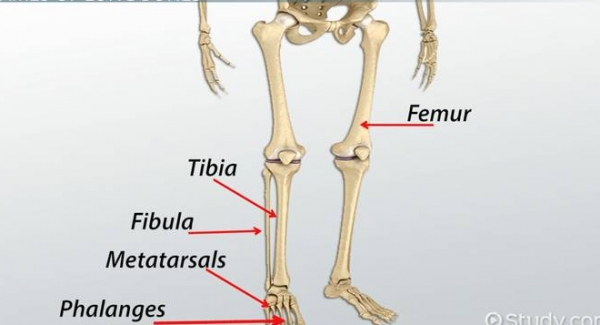 Femur
Tibia
Fibula
Metatarsals
Phalanges
Study.com